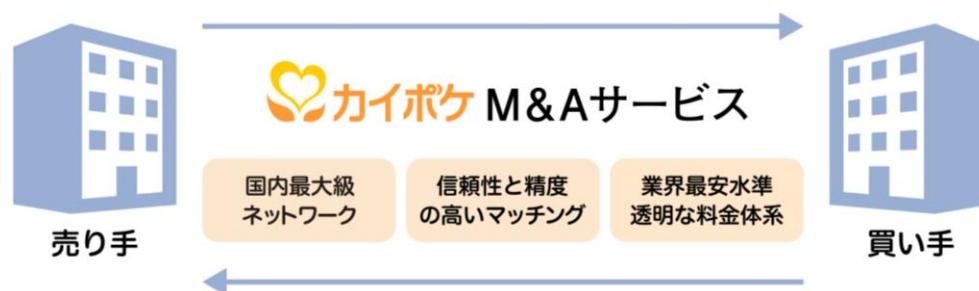 カイポケ M&Aサービス
国内最大級
ネットワーク
信頼性と精度
の高いマッチング
業界最安水準
透明な料金体系
売り手
買い手